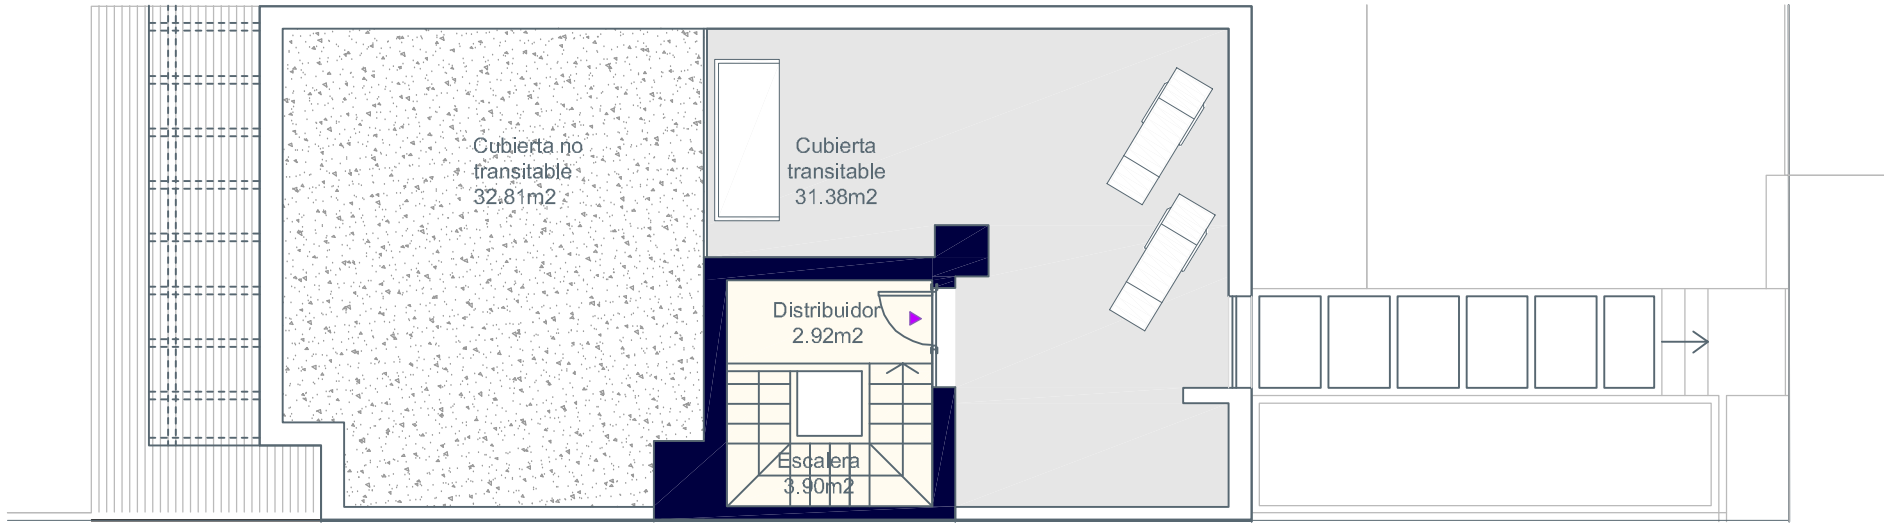 Cubierta no
transitable
32.81m2
Cubierta
transitable
31.38m2
Distribuidor
2.92m2
Escalera
3.90m2